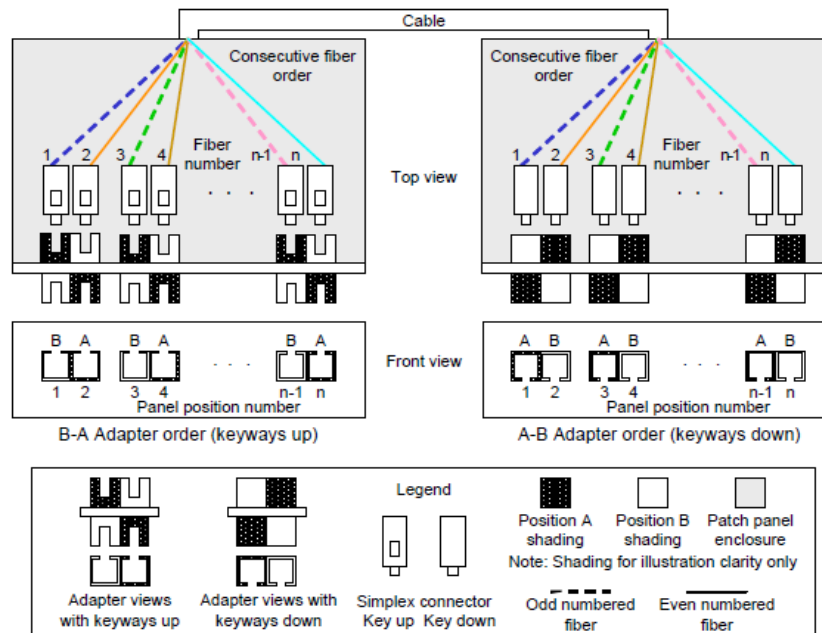 Cable
Consecutive fiber
order
Consecutive fiber
order
1 2 3 4 Fiber number n-1 n
Top view
1 2 3 4 Fiber number n-1 n
. . .
. . .
B A B A . . . B A
1 2 3 4 n-1 n
Panel position number
Front view
A B A B . . . A B
1 2 3 4 n-1 n
Panel position number
B-A Adapter order (keyways up)
A-B Adapter order (keyways down)
Legend
Adapter views
with keyways up
Adapter views with
keyways down
Simplex connector
Key up Key down
Position A
shading
Position B
shading
Patch panel
enclosure
Note: Shading for illustration clarity only
Odd numbered
fiber
Even numbered
fiber